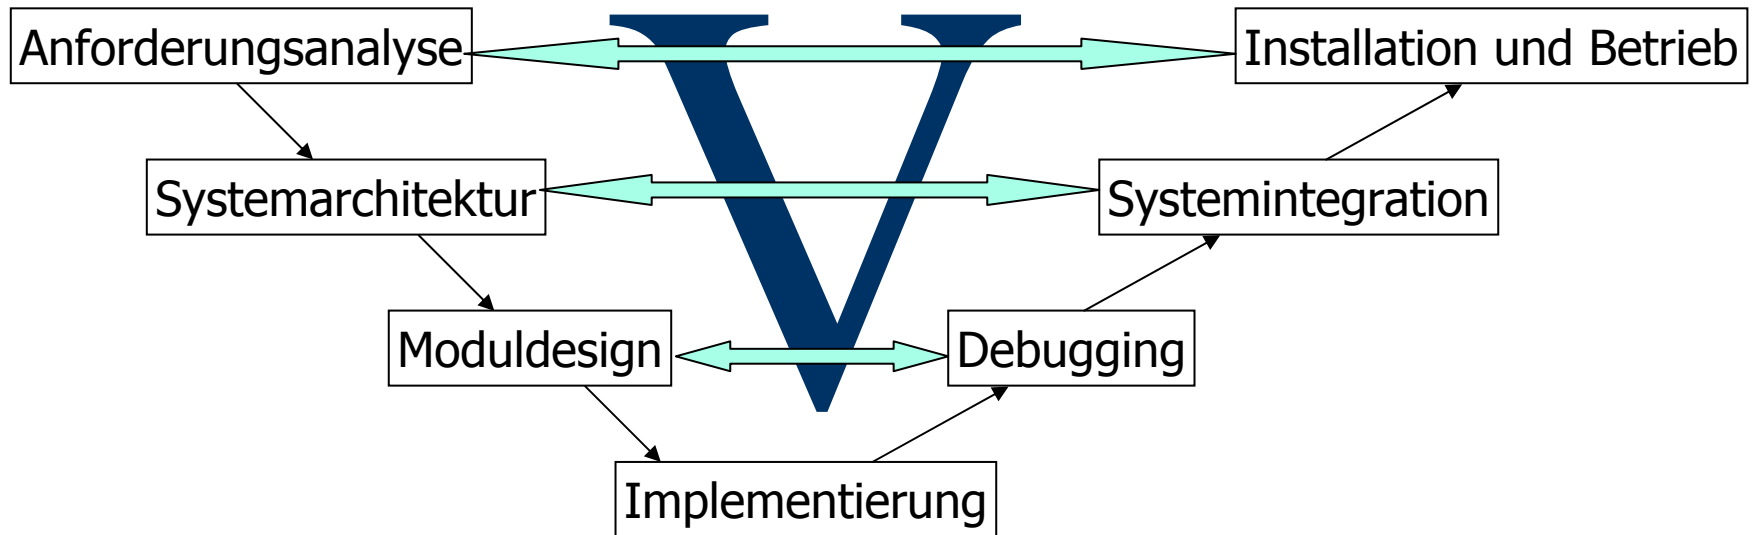 Anforderungsanalyse
V
Installation und Betrieb
Systemarchitektur
Systemintegration
Moduldesign
Debugging
Implementierung